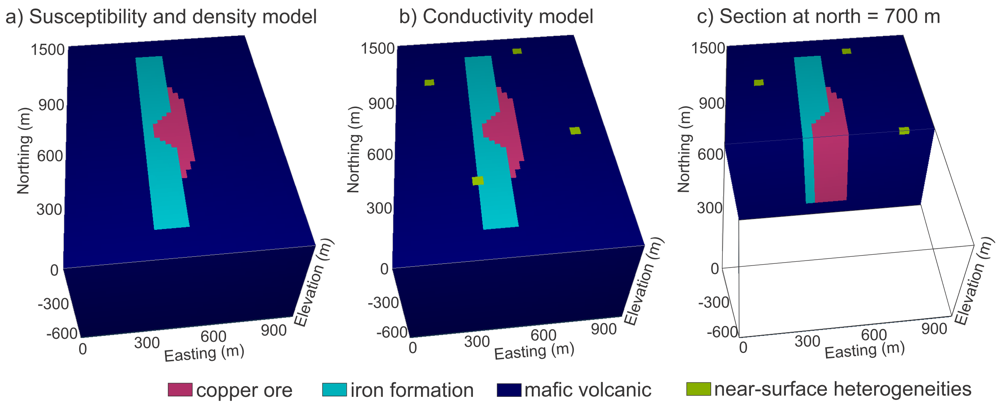 a) Susceptibility and density model
b) Conductivity model
c) Section at north = 700 m
1500
900
600
300
0
-300
-600
Northing (m)
0
300
600
900
Easting (m)
Elevation (m)
1500
900
600
300
0
-300
-600
Northing (m)
0
300
600
900
Easting (m)
Elevation (m)
1500
900
600
300
0
-300
-600
Northing (m)
0
300
600
900
Easting (m)
Elevation (m)
copper ore
iron formation
mafic volcanic
near-surface heterogeneities